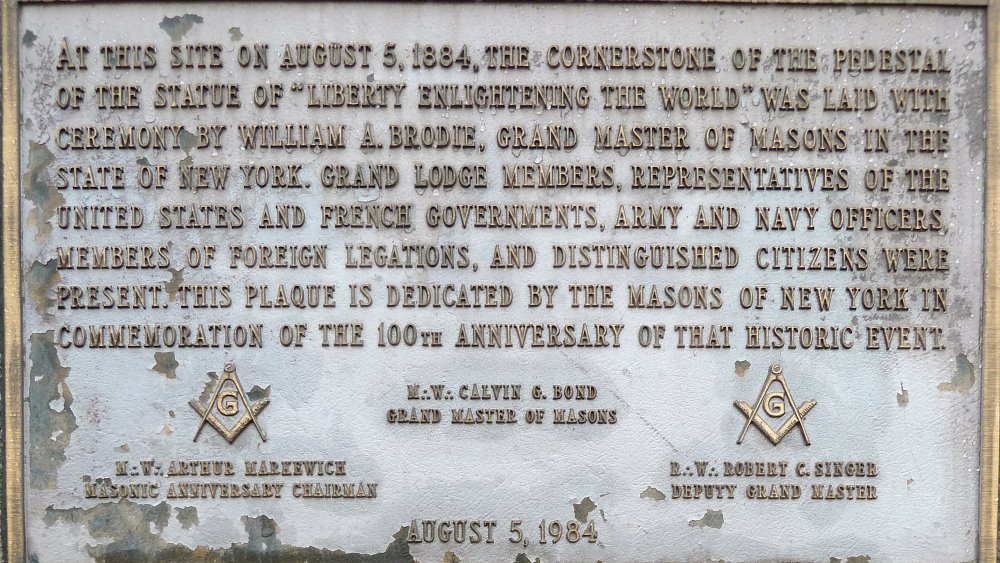 AT THIS SITE ON AUGUST 5, 1884, THE CORNERSTONE OF THE PEDESTAL
OF THE STATUE OF "LIBERTY ENLIGHTENING THE WORLD" WAS LAID WITH
CEREMONY BY WILLIAM A. BRODIE, GRAND MASTER OF MASONS IN THE
STATE OF NEW YORK. GRAND LODGE MEMBERS, REPRESENTATIVES OF THE
UNITED STATES AND FRENCH GOVERNMENTS, ARMY AND NAVY OFFICERS,
MEMBERS OF FOREIGN LEGATIONS, AND DISTINGUISHED CITIZENS WERE
PRESENT. THIS PLAQUE IS DEDICATED BY THE MASONS OF NEW YORK IN
COMMEMORATION OF THE 100TH ANNIVERSARY OF THAT HISTORIC EVENT.
G
G
M∴W∴ CALVIN G. BOND
GRAND MASTER OF MASONS
M∴W∴ ARTHUR MARKEWICH
MASONIC ANNIVERSARY CHAIRMAN
R∴W∴ ROBERT C. SINGER
DEPUTY GRAND MASTER
AUGUST 5, 1984